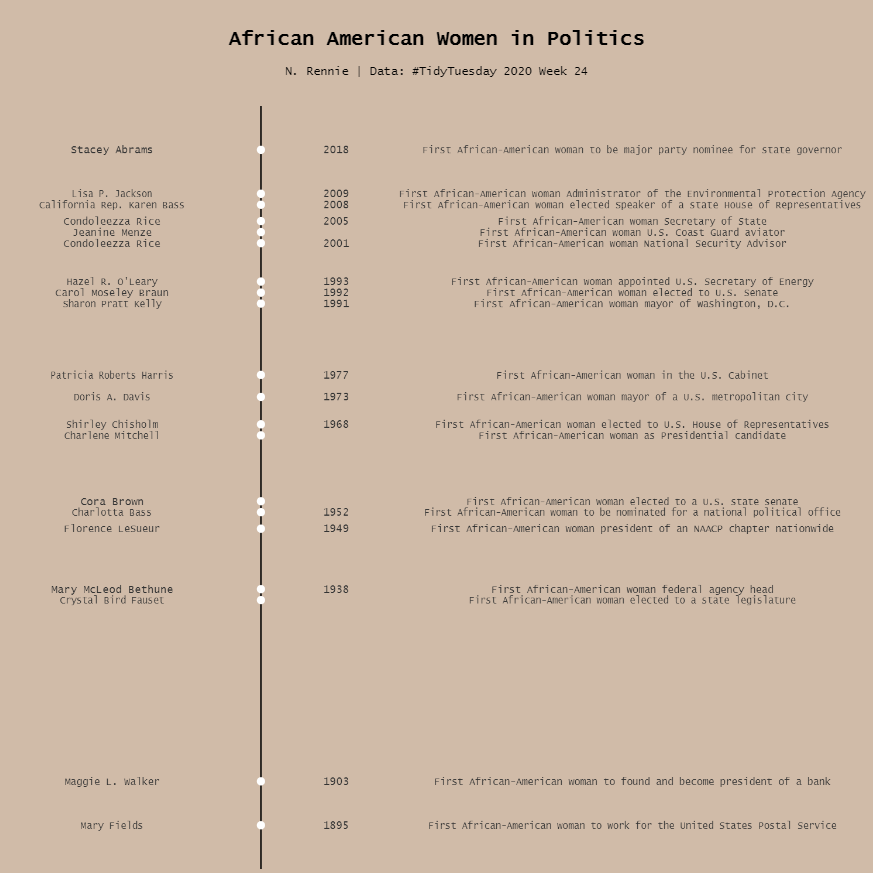 African American Women in Politics
N. Rennie | Data: #TidyTuesday 2020 Week 24
Stacey Abrams 2018 First African-American woman to be major party nominee for state governor
Lisa P. Jackson 2009 First African-American woman Administrator of the Environmental Protection Agency
California Rep. Karen Bass 2008 First African-American woman elected Speaker of a state House of Representatives
Condoleezza Rice 2005 First African-American woman Secretary of State
Jeanine Menze First African-American woman U.S. Coast Guard aviator
Condoleezza Rice 2001 First African-American woman National Security Advisor
Hazel R. O'Leary 1993 First African-American woman appointed U.S. Secretary of Energy
Carol Moseley Braun 1992 First African-American woman elected to U.S. Senate
Sharon Pratt Kelly 1991 First African-American woman mayor of Washington, D.C.
Patricia Roberts Harris 1977 First African-American woman in the U.S. Cabinet
Doris A. Davis 1973 First African-American woman mayor of a U.S. metropolitan city
Shirley Chisholm 1968 First African-American woman elected to U.S. House of Representatives
Charlene Mitchell First African-American woman as Presidential candidate
Cora Brown First African-American woman elected to a U.S. state senate
Charlotta Bass 1952 First African-American woman to be nominated for a national political office
Florence LeSueur 1949 First African-American woman president of an NAACP chapter nationwide
Mary McLeod Bethune 1938 First African-American woman federal agency head
Crystal Bird Fauset First African-American woman elected to a state legislature
Maggie L. Walker 1903 First African-American woman to found and become president of a bank
Mary Fields 1895 First African-American woman to work for the United States Postal Service